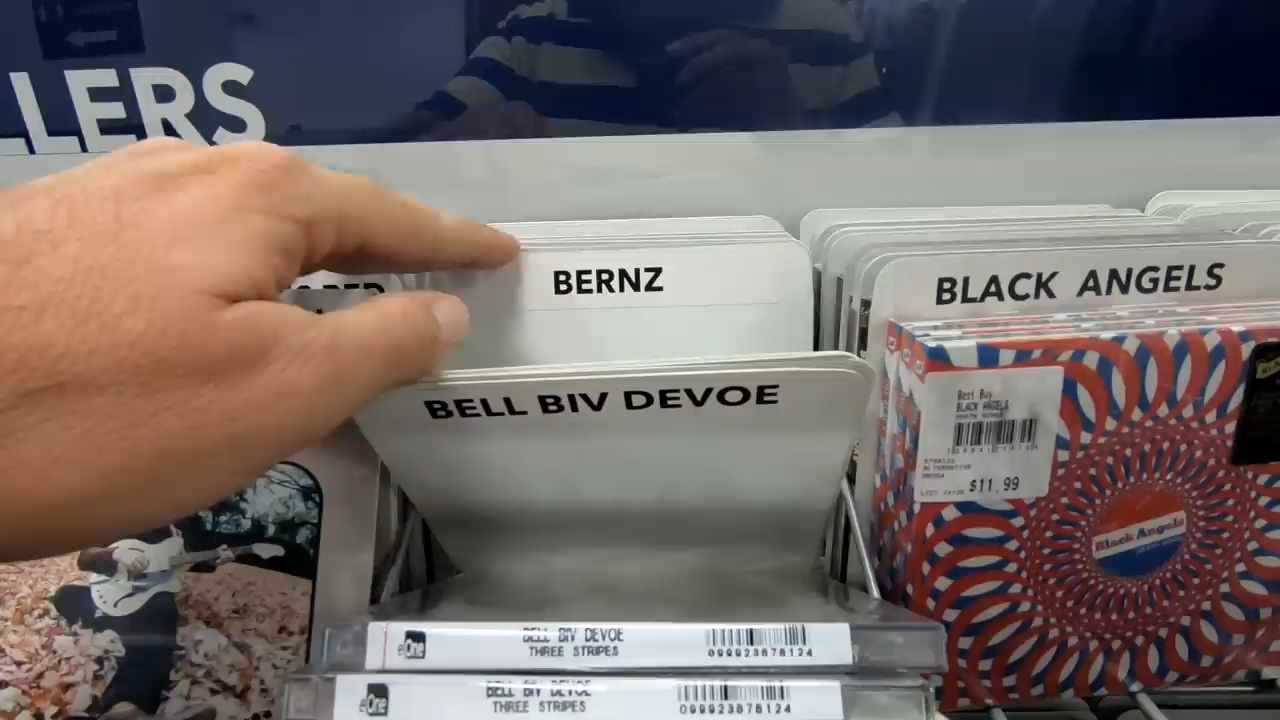 LERS
BERNZ
BELL BIV DEVOE
BLACK ANGELS
Best Buy
BLACK ANGELS
$11.99
Black Angels
eOne
BELL BIV DEVOE
THREE STRIPES
099923878124
eOne
BELL BIV DEVOE
THREE STRIPES
099923878124